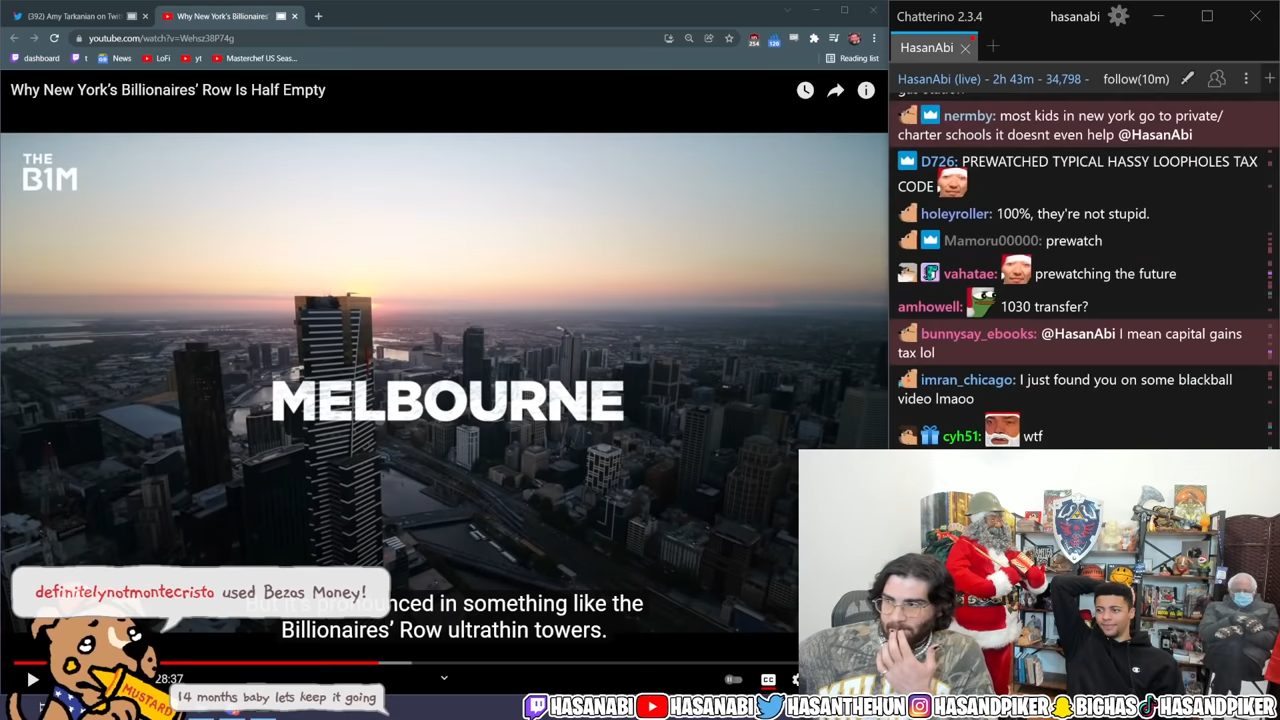 (392) Amy Tarkanian on Twit
Why New York's Billionaires'
youtube.com/watch?v=Wehsz38P74g
254
128
dashboard
t
News
LoFi
yt
Masterchef US Seas...
Reading list
Why New York's Billionaires' Row Is Half Empty
THE
B1M
MELBOURNE
definitelynotmontecristo used Bezos Money!
But it's pronounced in something like the
Billionaires' Row ultrathin towers.
28:37
MUSTARD
14 months baby lets keep it going
Chatterino 2.3.4
hasanabi
HasanAbi
HasanAbi (live) - 2h 43m - 34,798 -
follow(10m)
gas station
nermby: most kids in new york go to private/
charter schools it doesnt even help @HasanAbi
D726: PREWATCHED TYPICAL HASSY LOOPHOLES TAX
CODE
holeyroller: 100%, they're not stupid.
Mamoru00000: prewatch
vahatae: prewatching the future
amhowell: 1030 transfer?
bunnysay_ebooks: @HasanAbi I mean capital gains
tax lol
imran_chicago: I just found you on some blackball
video lmaoo
cyh51: wtf
HASANABI HASANABI HASANTHEHUN HASANDPIKER BIGHAS HASANDPIKER